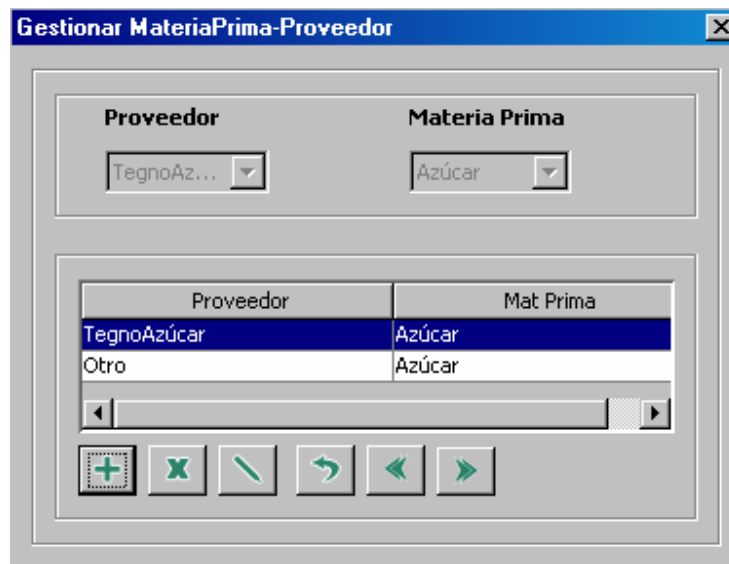 Gestionar MateriaPrima-Proveedor
Proveedor Materia Prima
TegnoAz... Azúcar
Proveedor Mat Prima
TegnoAzúcar Azúcar
Otro Azúcar